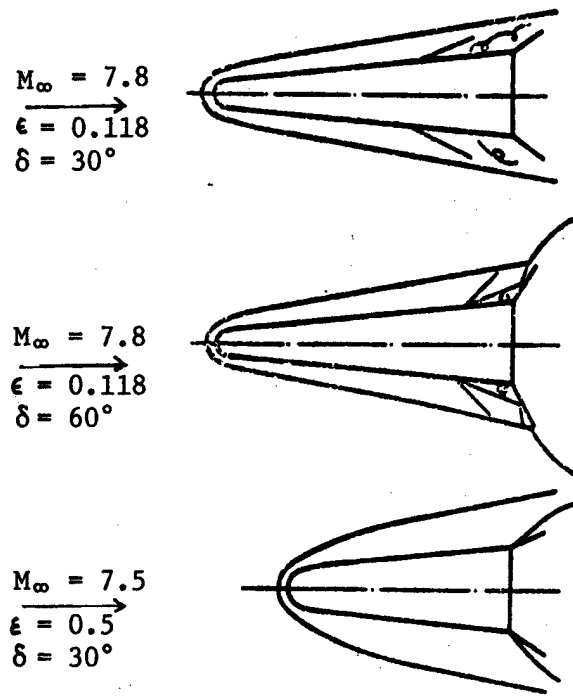 M∞ = 7.8
ϵ = 0.118
δ = 30°
M∞ = 7.8
ϵ = 0.118
δ = 60°
M∞ = 7.5
ε = 0.5
δ = 30°